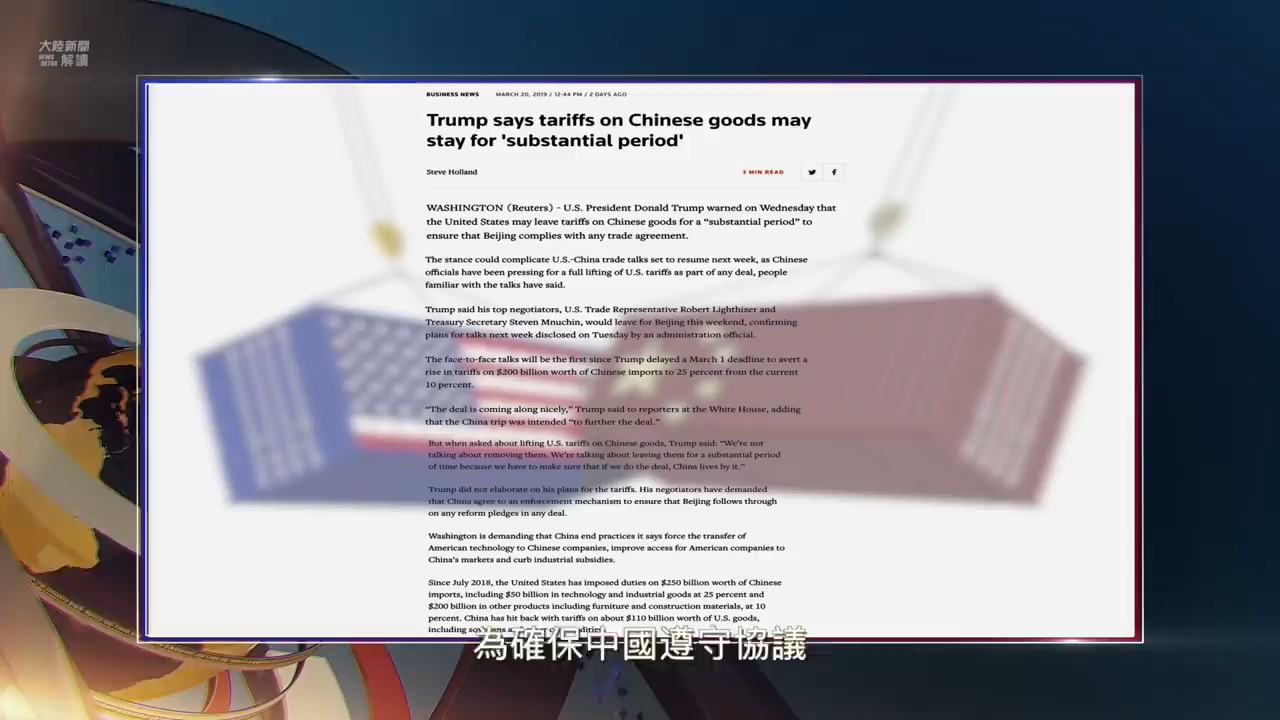 大陸新聞
NEWS
DETOX
解讀
BUSINESS NEWS MARCH 20, 2019 / 12:44 PM / 2 DAYS AGO
Trump says tariffs on Chinese goods may
stay for 'substantial period'
Steve Holland
3 MIN READ
WASHINGTON (Reuters) - U.S. President Donald Trump warned on Wednesday that
the United States may leave tariffs on Chinese goods for a “substantial period” to
ensure that Beijing complies with any trade agreement.
The stance could complicate U.S.-China trade talks set to resume next week, as Chinese
officials have been pressing for a full lifting of U.S. tariffs as part of any deal, people
familiar with the talks have said.
Trump said his top negotiators, U.S. Trade Representative Robert Lighthizer and
Treasury Secretary Steven Mnuchin, would leave for Beijing this weekend, confirming
plans for talks next week disclosed on Tuesday by an administration official.
The face-to-face talks will be the first since Trump delayed a March 1 deadline to avert a
rise in tariffs on $200 billion worth of Chinese imports to 25 percent from the current
10 percent.
“The deal is coming along nicely,” Trump said to reporters at the White House, adding
that the China trip was intended “to further the deal.”
But when asked about lifting U.S. tariffs on Chinese goods, Trump said: “We’re not
talking about removing them. We’re talking about leaving them for a substantial period
of time because we have to make sure that if we do the deal, China lives by it.”
Trump did not elaborate on his plans for the tariffs. His negotiators have demanded
that China agree to an enforcement mechanism to ensure that Beijing follows through
on any reform pledges in any deal.
Washington is demanding that China end practices it says force the transfer of
American technology to Chinese companies, improve access for American companies to
China’s markets and curb industrial subsidies.
Since July 2018, the United States has imposed duties on $250 billion worth of Chinese
imports, including $50 billion in technology and industrial goods at 25 percent and
$200 billion in other products including furniture and construction materials, at 10
percent. China has hit back with tariffs on about $110 billion worth of U.S. goods,
including
為確保中國遵守協議